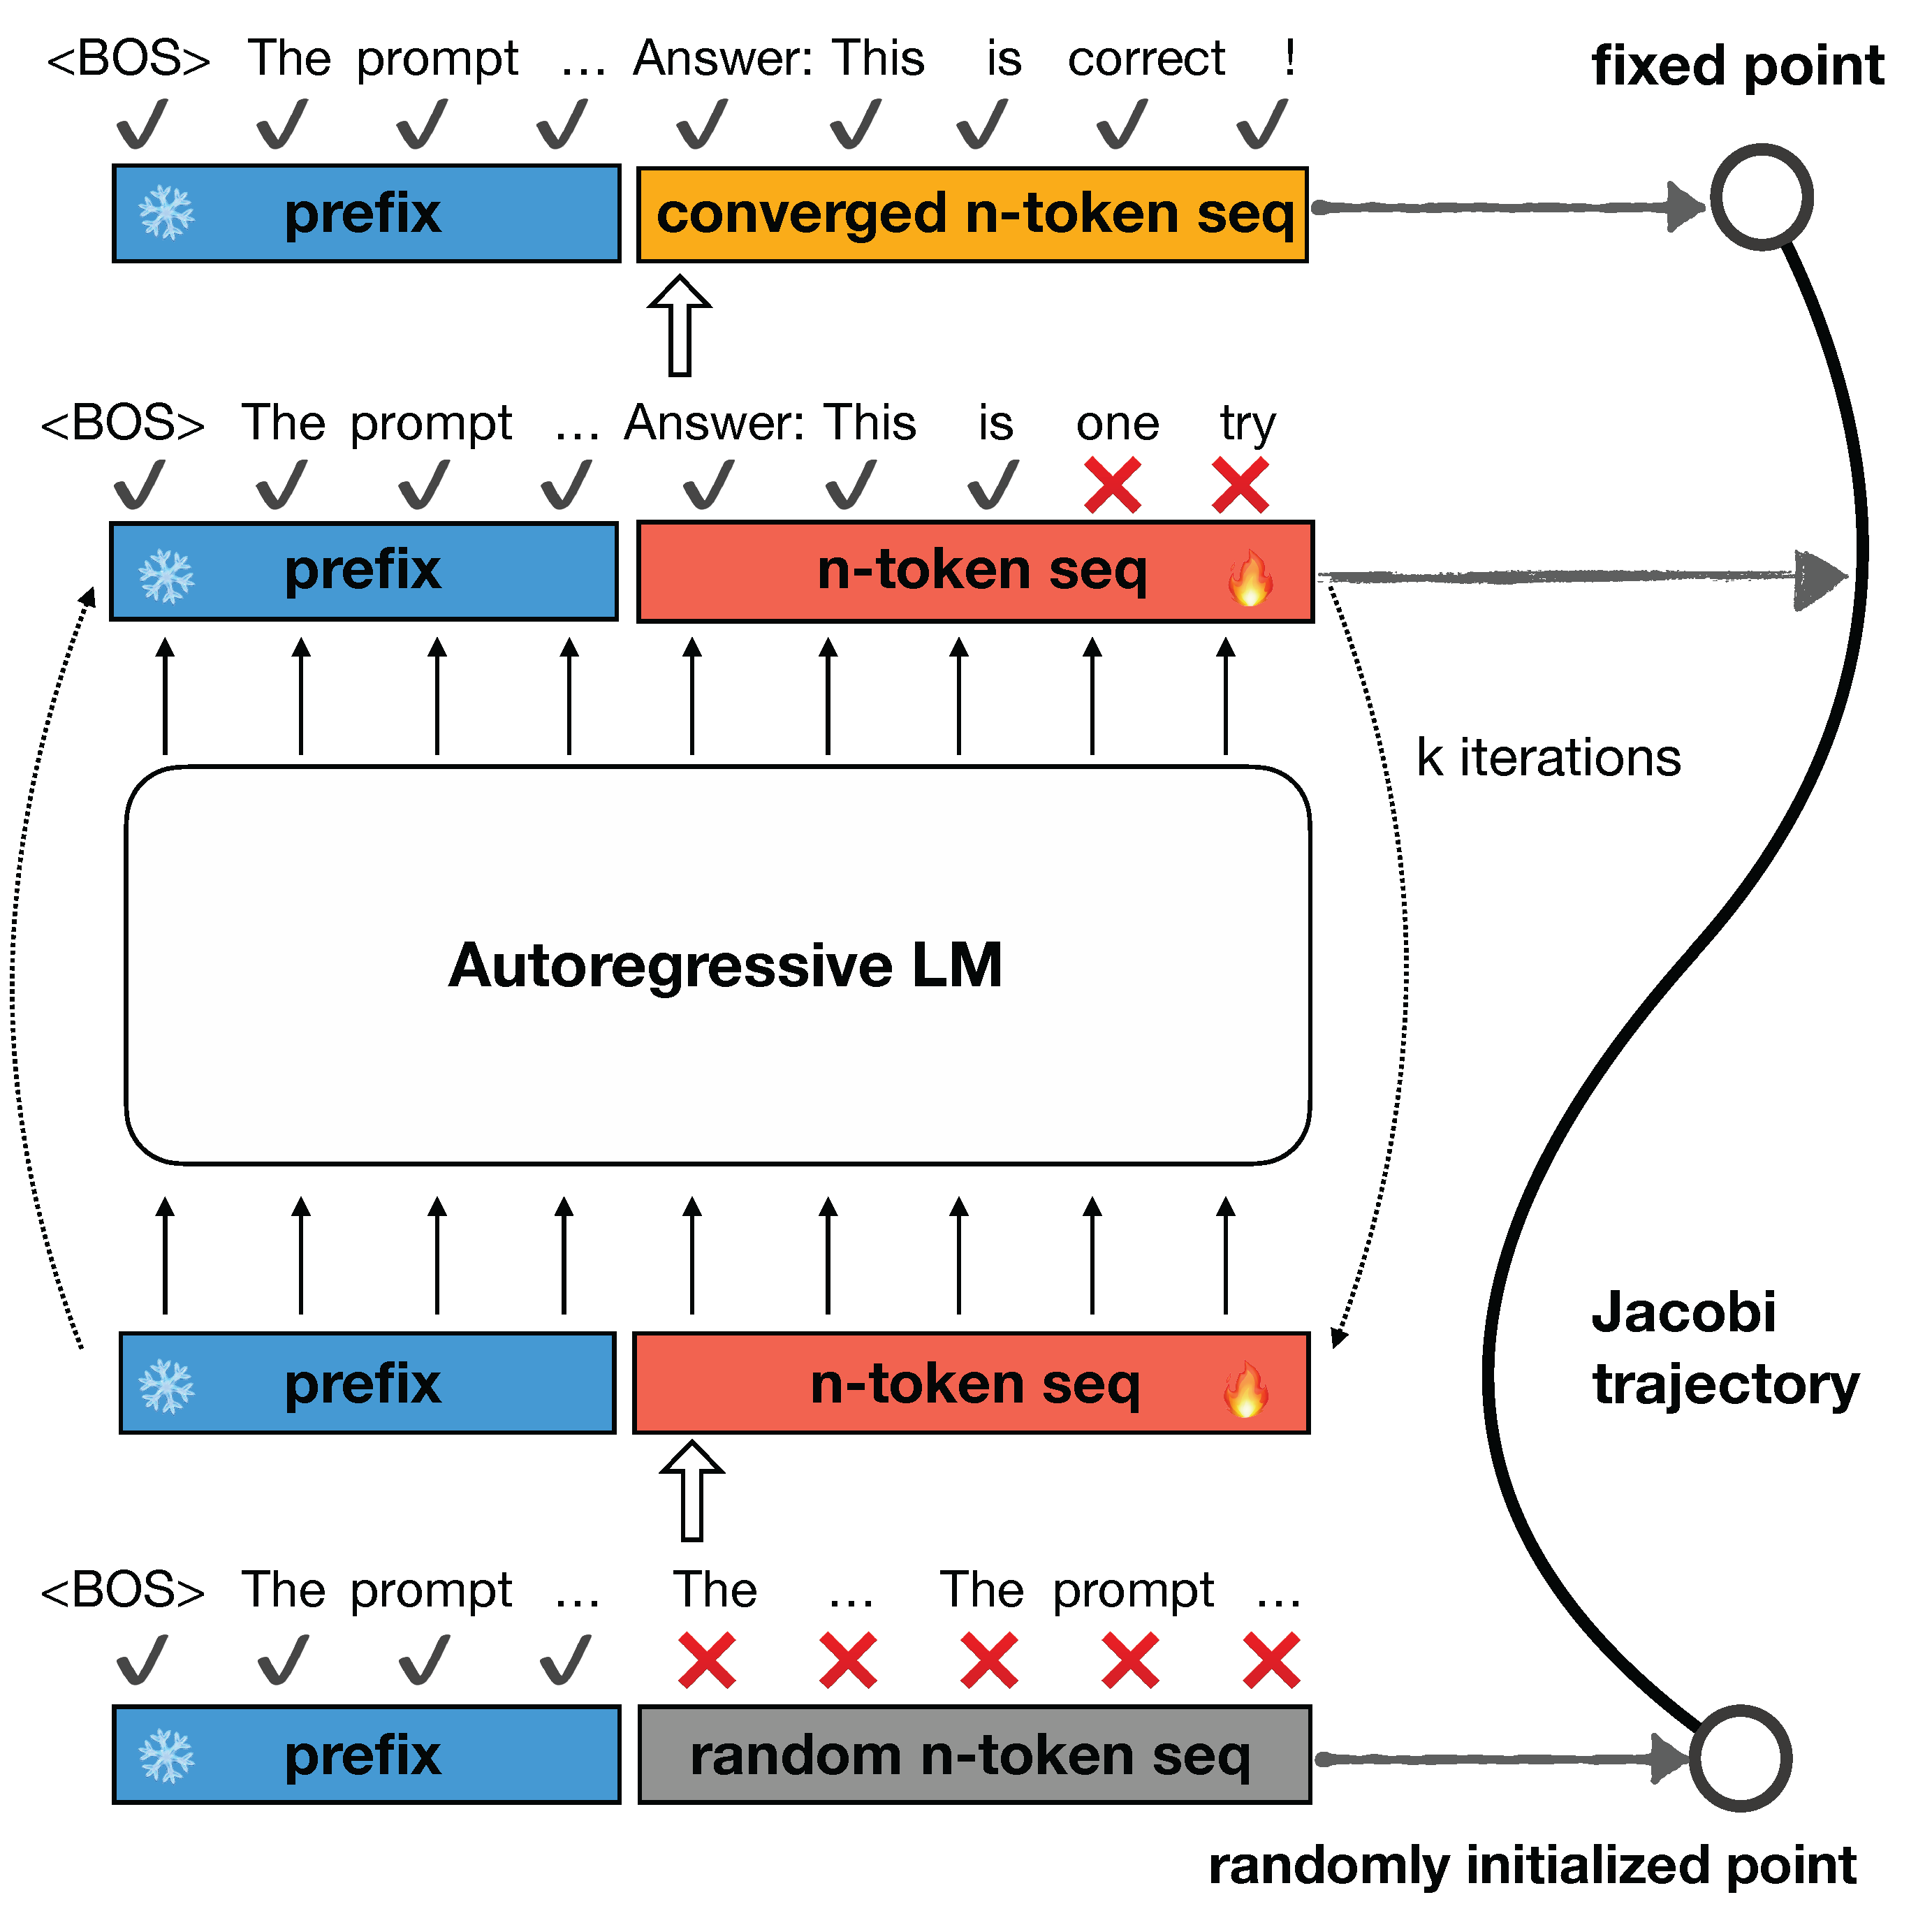 <BOS> The prompt ... Answer: This is correct !
fixed point
prefix
converged n-token seq
<BOS> The prompt ... Answer: This is one try
prefix
n-token seq
k iterations
Autoregressive LM
Jacobi
trajectory
prefix
n-token seq
<BOS> The prompt ... The ... The prompt ...
prefix
random n-token seq
randomly initialized point